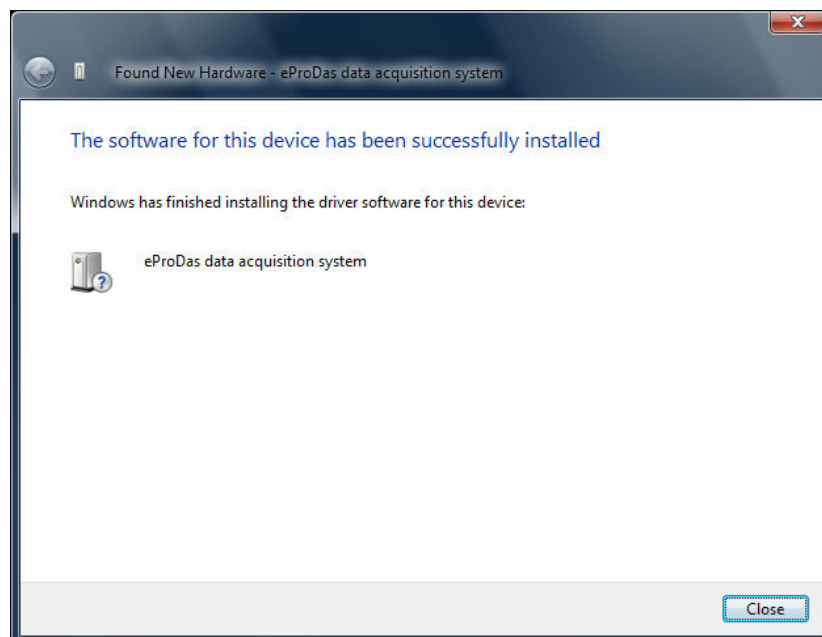 Found New Hardware - eProDas data acquisition system
The software for this device has been successfully installed
Windows has finished installing the driver software for this device:
eProDas data acquisition system
Close